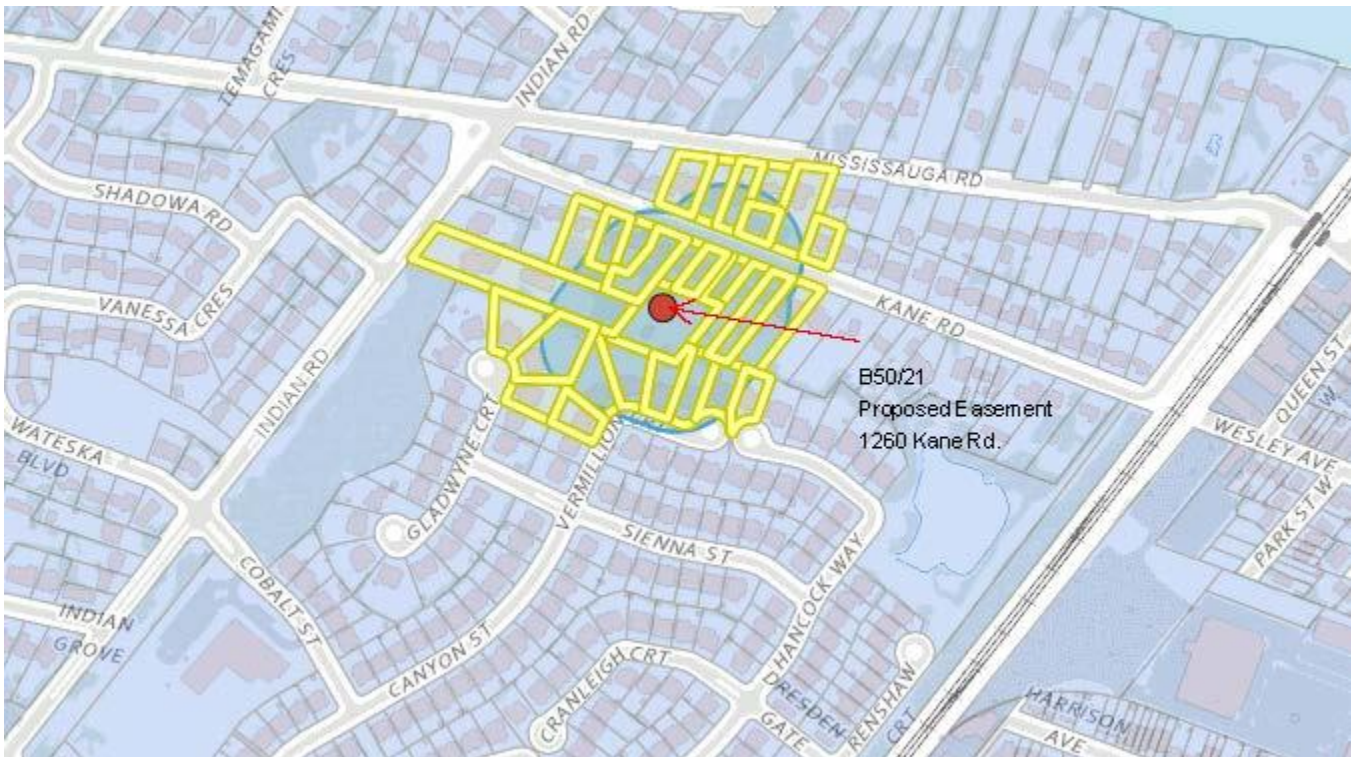 TEMAGAMI
CRES
INDIAN RD
MISSISSAUGA RD
SHADOWA RD
VANESSA CRES
INDIAN RD
KANE RD
QUEEN ST
W.
B50/21
Proposed Easement
1260 Kane Rd.
WESLEY AVE
PARK ST W
WATESKA
BLVD
GLADWYNE CRT
VERMILLION
SIENNA ST
HANCOCK WAY
COBALT ST
INDIAN
GROVE
CANYON ST
CRANLEIGH CRT
DRESDEN
GATE
RENSHAW
CRT
HARRISON
AVE